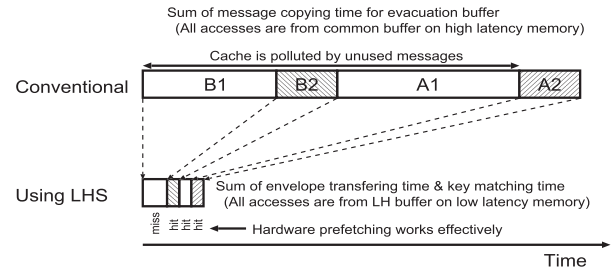 Sum of message copying time for evacuation buffer
(All accesses are from common buffer on high latency memory)
Cache is polluted by unused messages
Conventional
B1
B2
A1
A2
Using LHS
Sum of envelope transfering time & key matching time
(All accesses are from LH buffer on low latency memory)
miss
hit
hit
hit
Hardware prefetching works effectively
Time